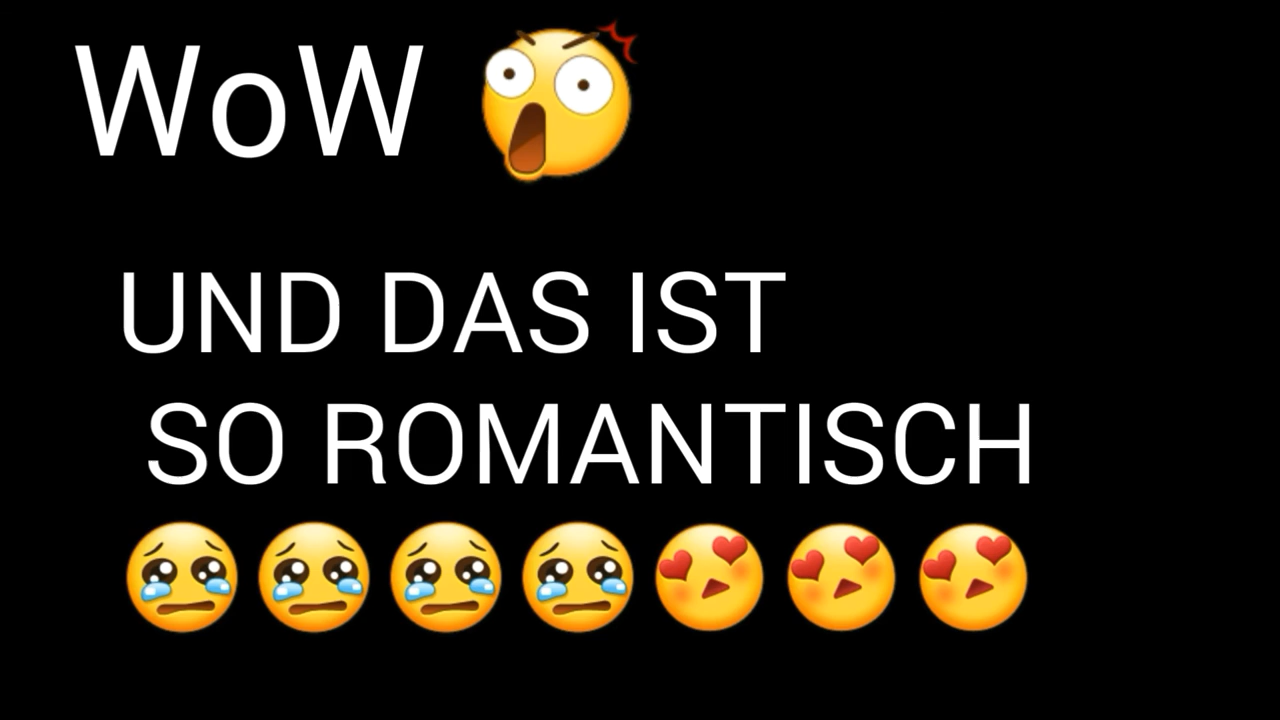 WoW 😲
UND DAS IST
SO ROMANTISCH
😢😢😢😢😍😍😍